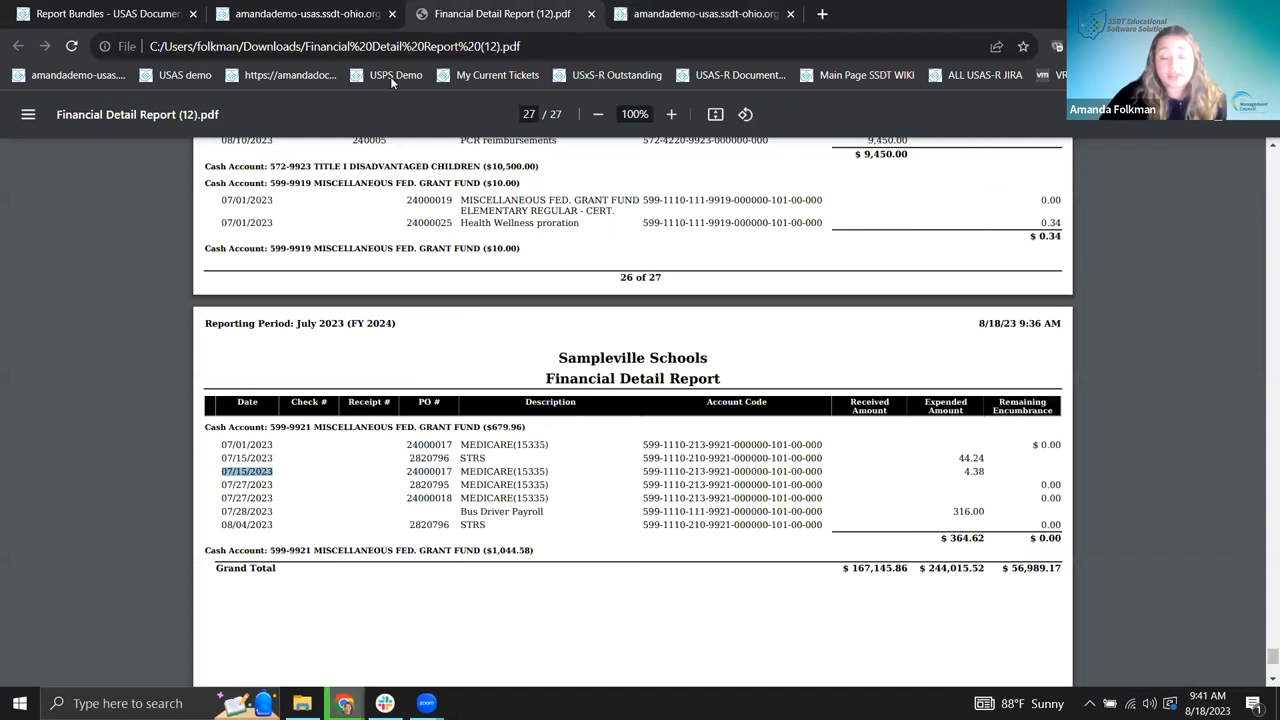 Report Bundles - USAS.ssdt-ohio
amandademo - USAS.ssdt-ohio.org
Financial Detail Report (12).pdf
amandademo - USAS.ssdt-ohio.org
File
C:/Users/folkman/Downloads/Financial%20Detail%20Report%20(12).pdf
amandademo-usas....
USAS demo
https://amandadoc...
USPS Demo
My Current Tickets
USxS-R Outstanding
USAS-R Document...
Main Page SSDT WIKI
ALL USAS-R JIRA
vm VR
SSDT Educational
Software Solutions
Management
Council
Amanda Folkman
Financial Detail Report (12).pdf
27 / 27
100%
08/10/2023 240005 PCR reimbursements 572-4220-9923-000000-000 9,450.00
$ 9,450.00
Cash Account: 572-9923 TITLE I DISADVANTAGED CHILDREN ($10,500.00)
Cash Account: 599-9919 MISCELLANEOUS FED. GRANT FUND ($10.00)
07/01/2023 24000019 MISCELLANEOUS FED. GRANT FUND 599-1110-111-9919-000000-101-00-000 0.00
ELEMENTARY REGULAR - CERT.
07/01/2023 24000025 Health Wellness proration 599-1110-111-9919-000000-101-00-000 0.34
$ 0.34
Cash Account: 599-9919 MISCELLANEOUS FED. GRANT FUND ($10.00)
26 of 27
Reporting Period: July 2023 (FY 2024) 8/18/23 9:36 AM
Sampleville Schools
Financial Detail Report
Date Check # Receipt # PO # Description Account Code Received Amount Expended Amount Remaining Encumbrance
Cash Account: 599-9921 MISCELLANEOUS FED. GRANT FUND ($679.96)
07/01/2023 24000017 MEDICARE(15335) 599-1110-213-9921-000000-101-00-000 $ 0.00
07/15/2023 2820796 STRS 599-1110-210-9921-000000-101-00-000 44.24
07/15/2023 24000017 MEDICARE(15335) 599-1110-213-9921-000000-101-00-000 4.38
07/27/2023 2820795 MEDICARE(15335) 599-1110-213-9921-000000-101-00-000 0.00
07/27/2023 24000018 MEDICARE(15335) 599-1110-213-9921-000000-101-00-000 0.00
07/28/2023 Bus Driver Payroll 599-1110-111-9921-000000-101-00-000 316.00
08/04/2023 2820796 STRS 599-1110-210-9921-000000-101-00-000 0.00
$ 364.62 $ 0.00
Cash Account: 599-9921 MISCELLANEOUS FED. GRANT FUND ($1,044.58)
Grand Total $ 167,145.86 $ 244,015.52 $ 56,989.17
Type here to search
88°F Sunny
9:41 AM
8/18/2023
1